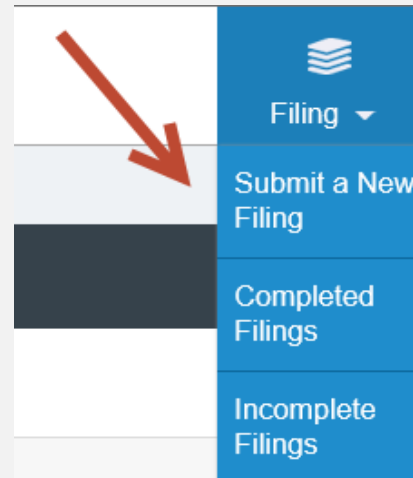 Filing
Submit a New
Filing
Completed
Filings
Incomplete
Filings